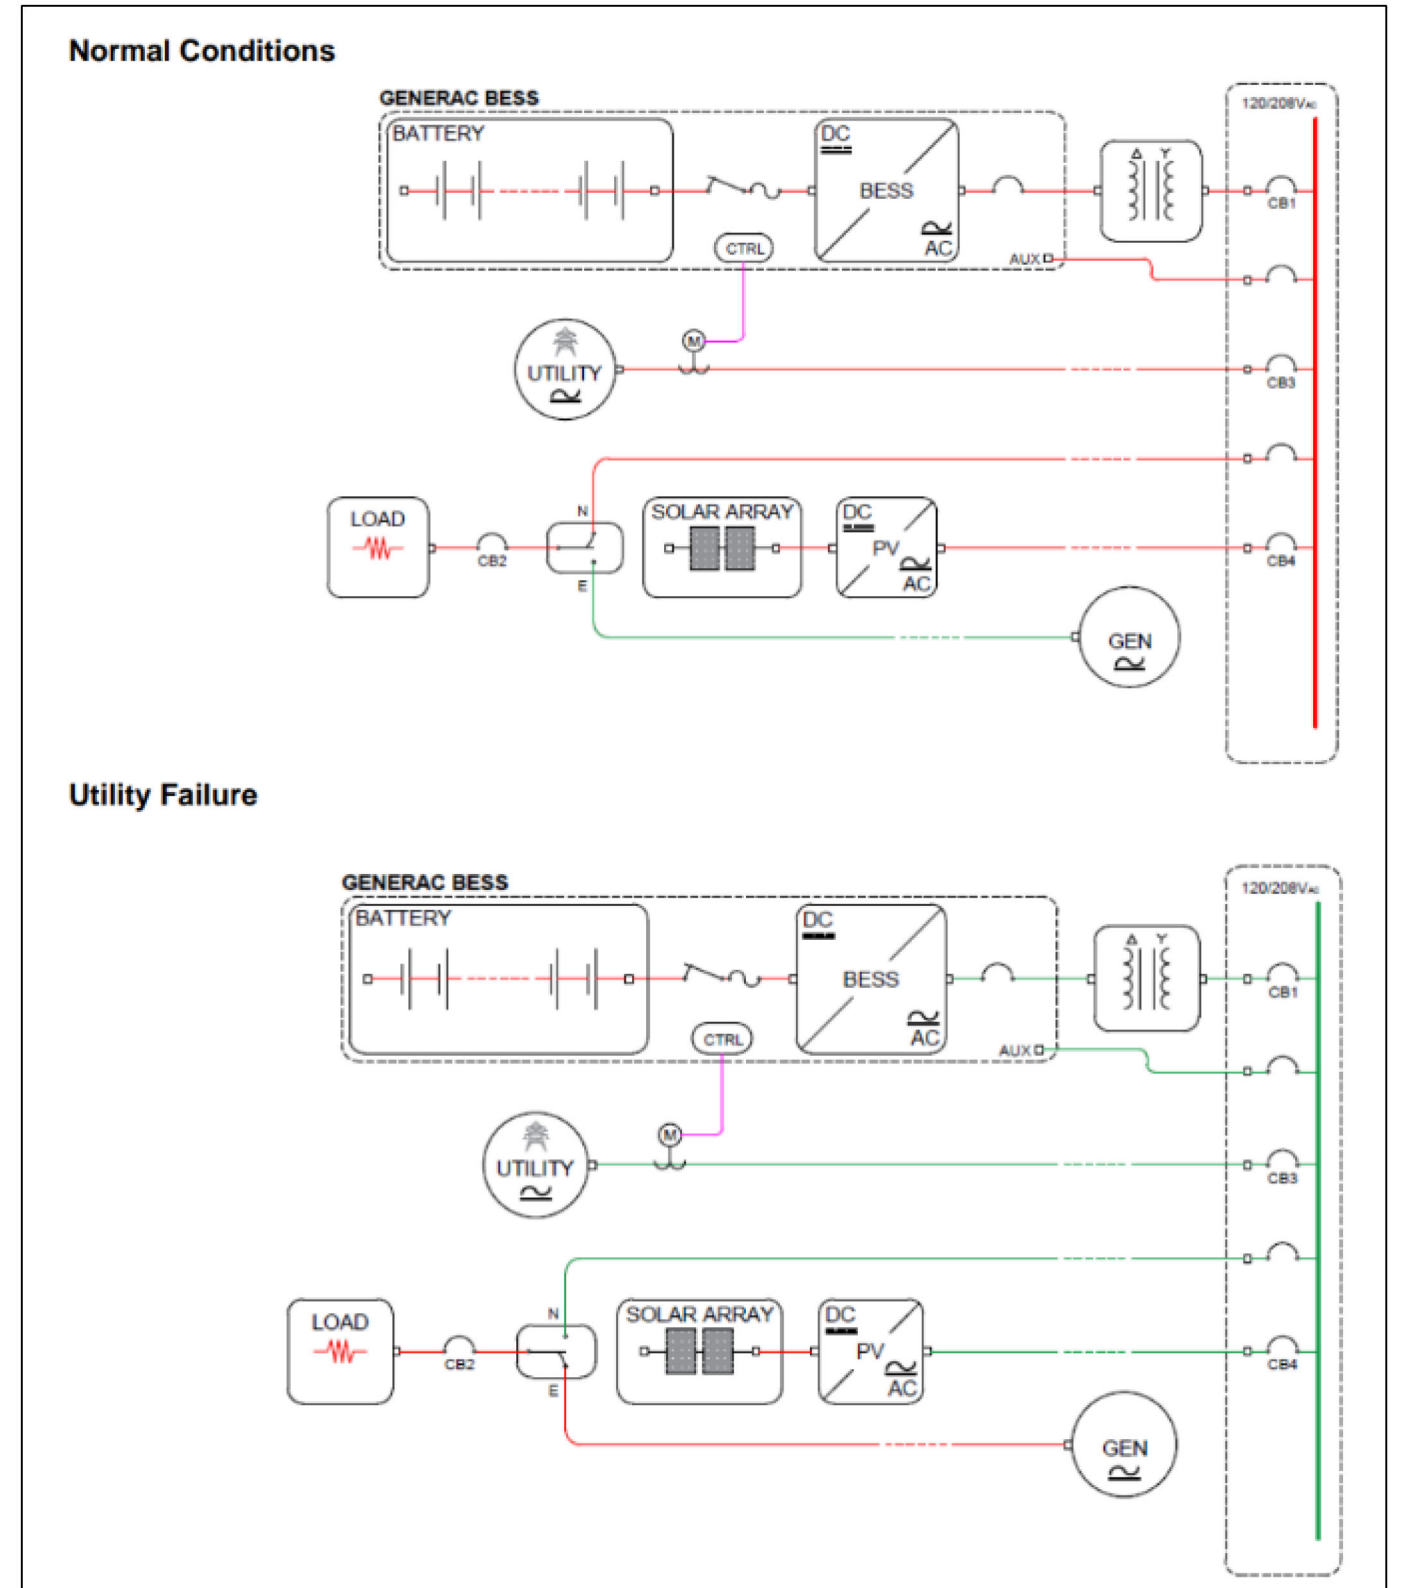 Normal Conditions
GENERAC BESS
120/208VAC
BATTERY
DC
BESS
AC
CTRL
AUX
Δ Y
CB1
M
UTILITY
CB3
N
LOAD
CB2
E
SOLAR ARRAY
DC
PV
AC
CB4
GEN
Utility Failure
GENERAC BESS
120/208VAC
BATTERY
DC
BESS
AC
CTRL
AUX
Δ Y
CB1
M
UTILITY
CB3
N
LOAD
CB2
E
SOLAR ARRAY
DC
PV
AC
CB4
GEN